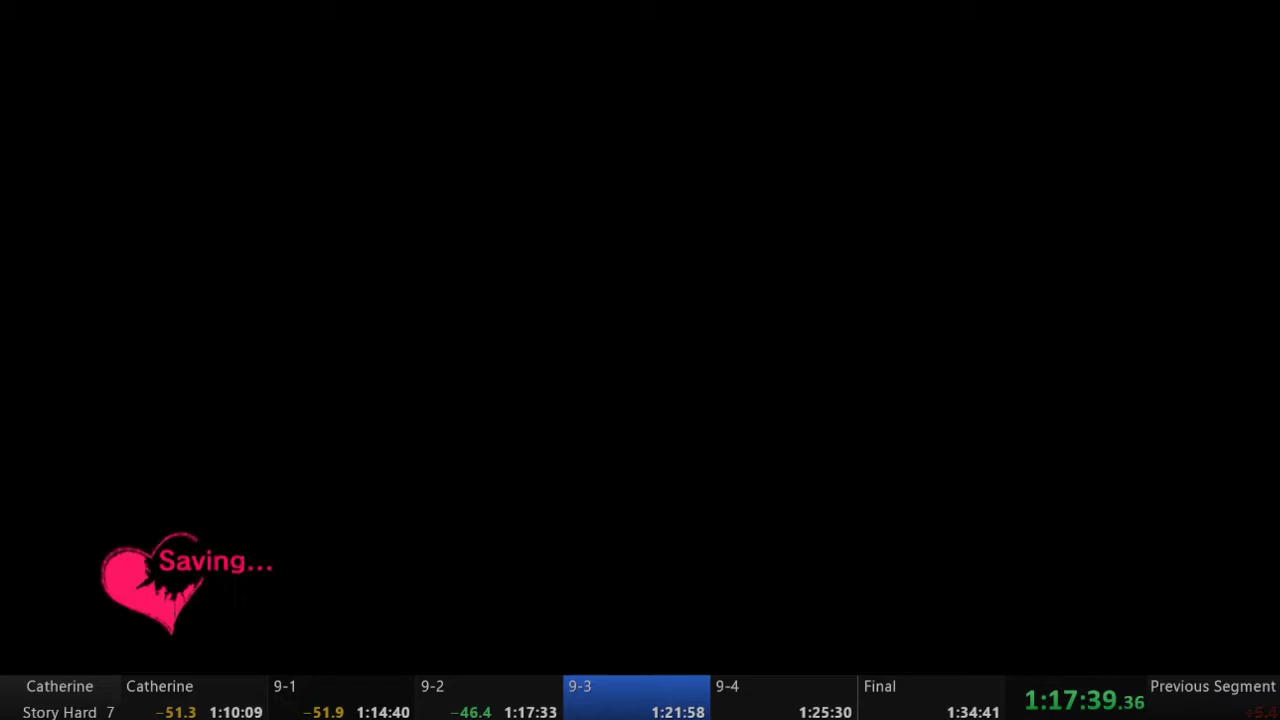 Saving...
Catherine Catherine 9-1 9-2 9-3 9-4 Final 1:17:39.36 Previous Segment
Story Hard 7 −51.3 1:10:09 −51.9 1:14:40 −46.4 1:17:33 1:21:58 1:25:30 1:34:41 +5.4